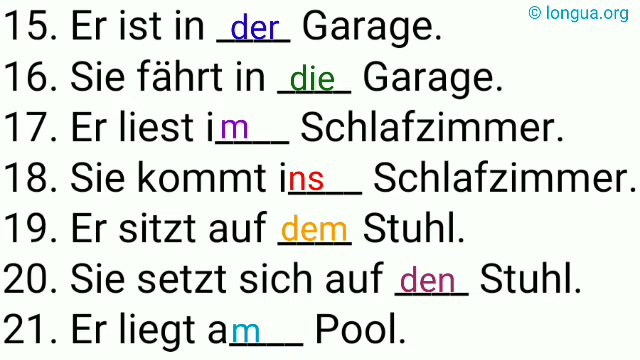 © longua.org
15. Er ist in der Garage.
16. Sie fährt in die Garage.
17. Er liest im Schlafzimmer.
18. Sie kommt ins Schlafzimmer.
19. Er sitzt auf dem Stuhl.
20. Sie setzt sich auf den Stuhl.
21. Er liegt am Pool.